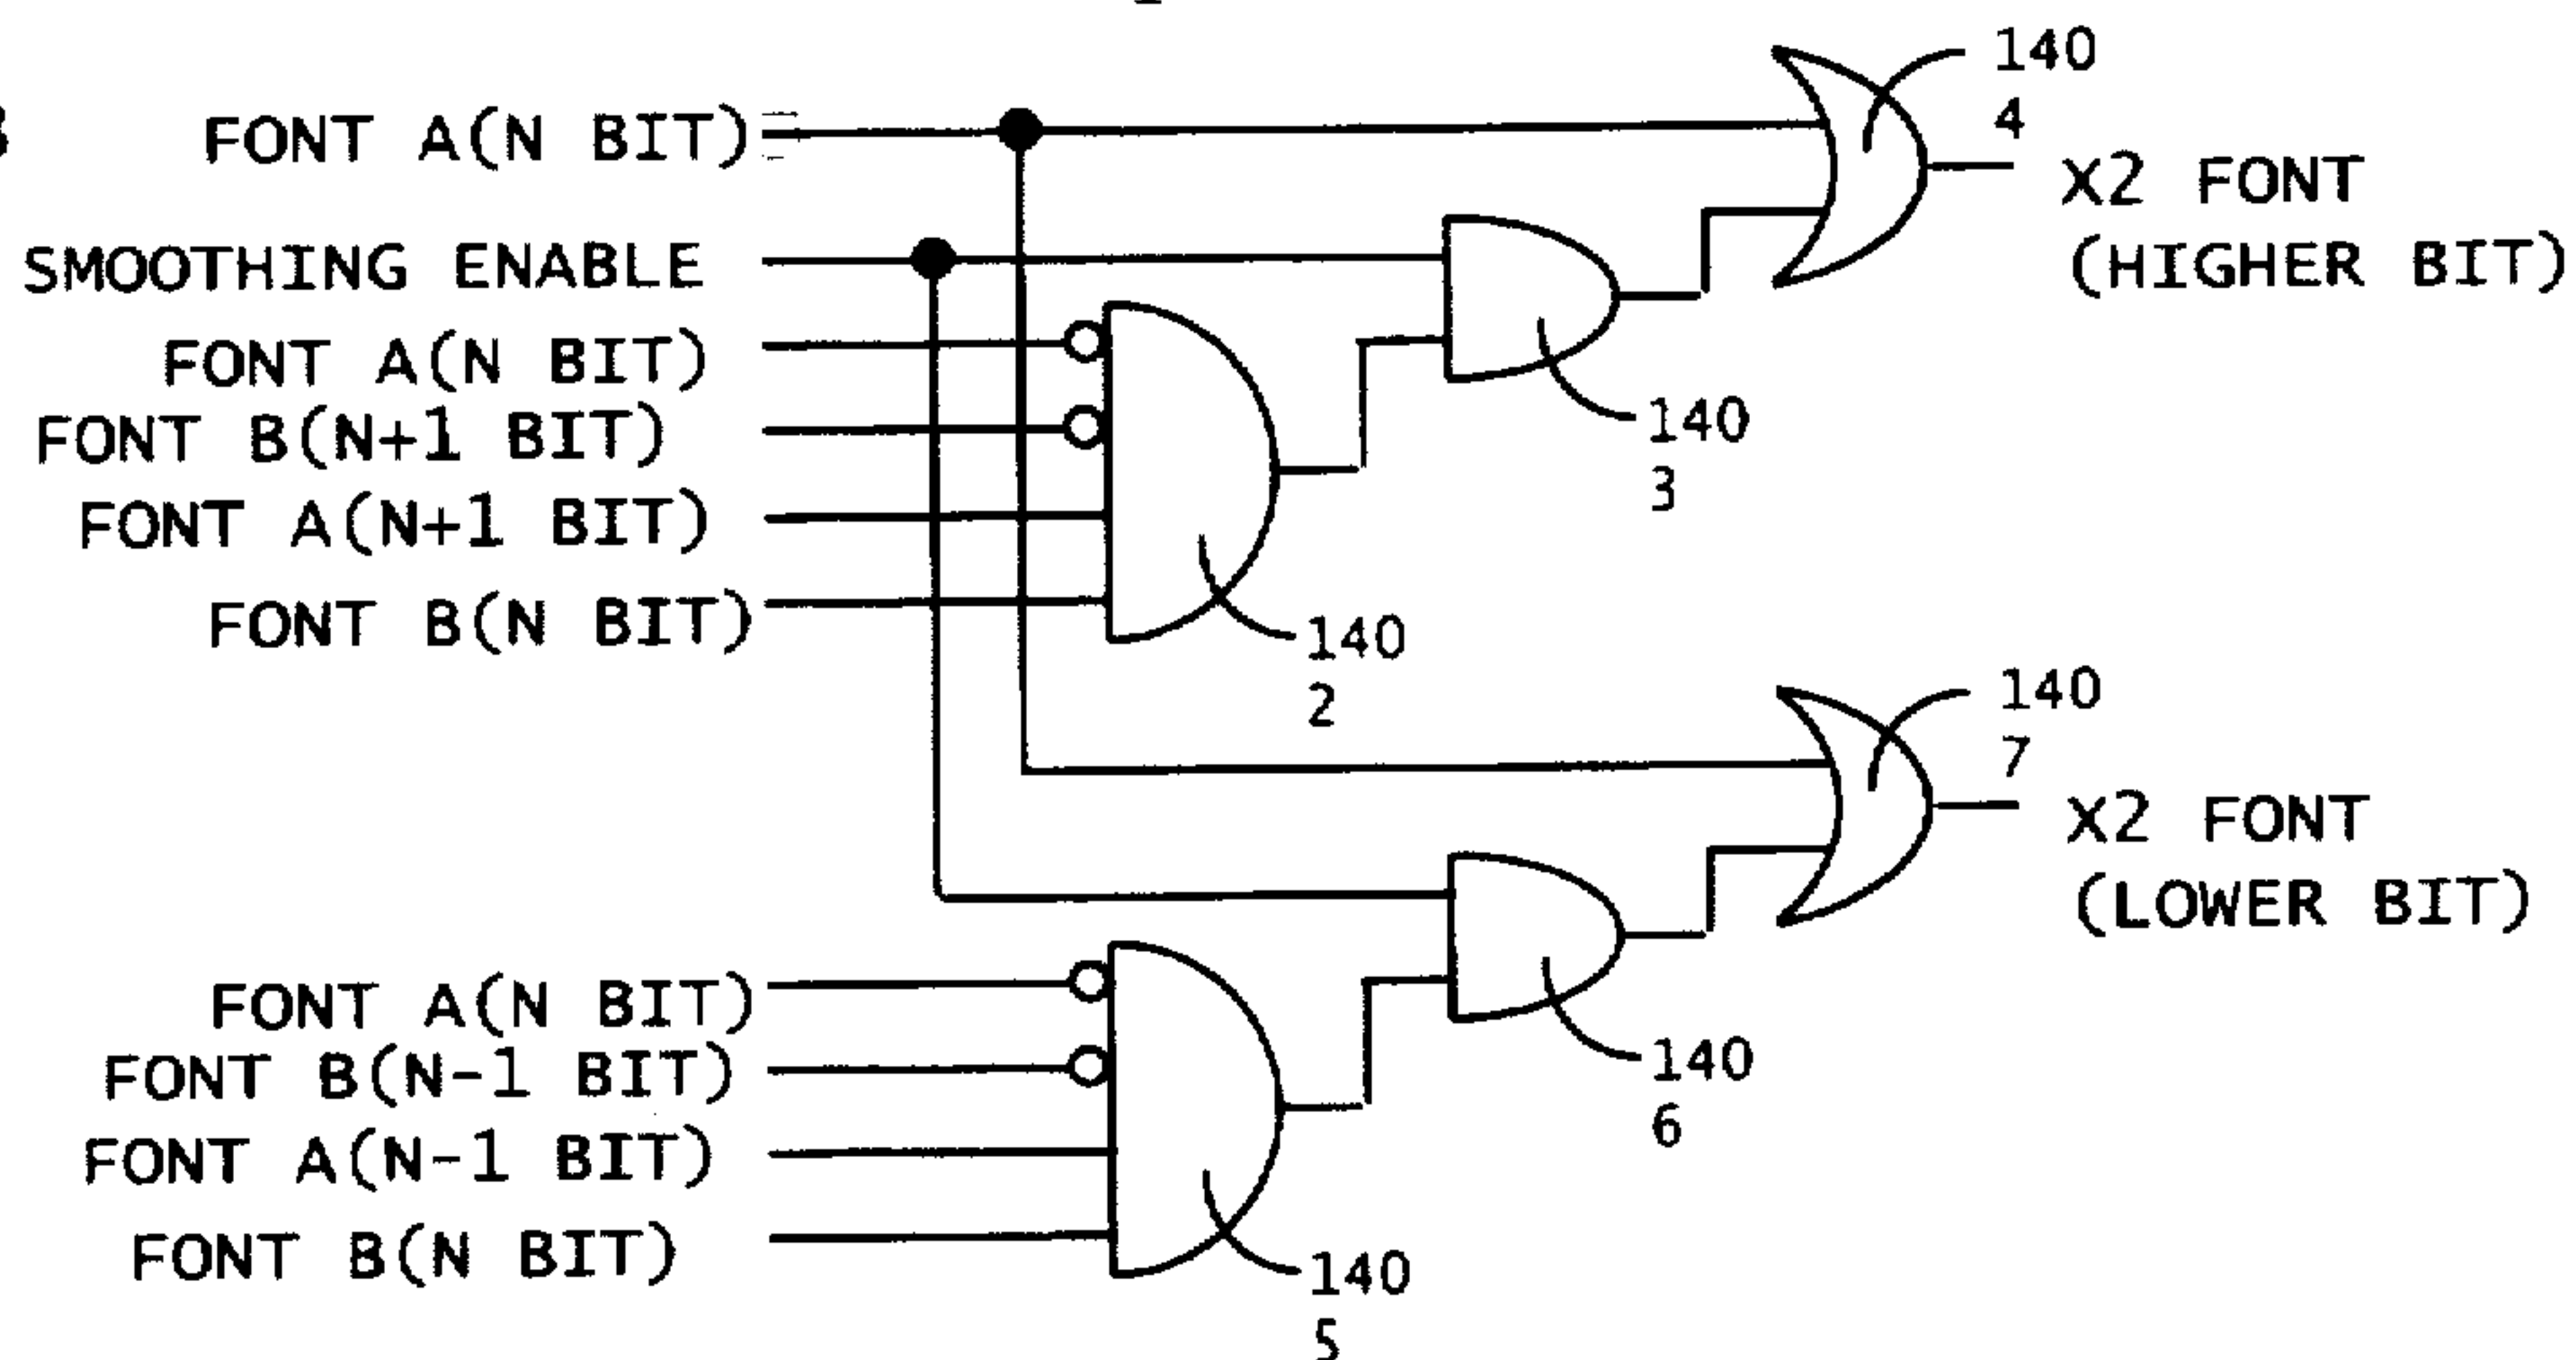 140
4
FONT A(N BIT)
X2 FONT
(HIGHER BIT)
SMOOTHING ENABLE
FONT A(N BIT)
FONT B(N+1 BIT)
140
3
FONT A(N+1 BIT)
FONT B(N BIT)
140
2
140
7
X2 FONT
(LOWER BIT)
FONT A(N BIT)
FONT B(N-1 BIT)
140
6
FONT A(N-1 BIT)
FONT B(N BIT)
140
5